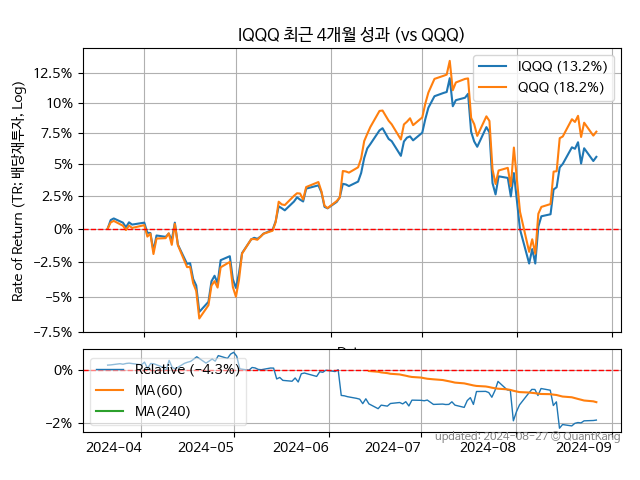 IQQQ 최근 4개월 성과 (vs QQQ)
Rate of Return (TR: 배당재투자, Log)
12.5%
10%
7.5%
5%
2.5%
0%
−2.5%
−5%
−7.5%
IQQQ (13.2%)
QQQ (18.2%)
0%
−2%
Relative (−4.3%)
MA(60)
MA(240)
2024−04
2024−05
2024−06
2024−07
2024−08
2024−09
updated: 2024−08−27 © QuantKang